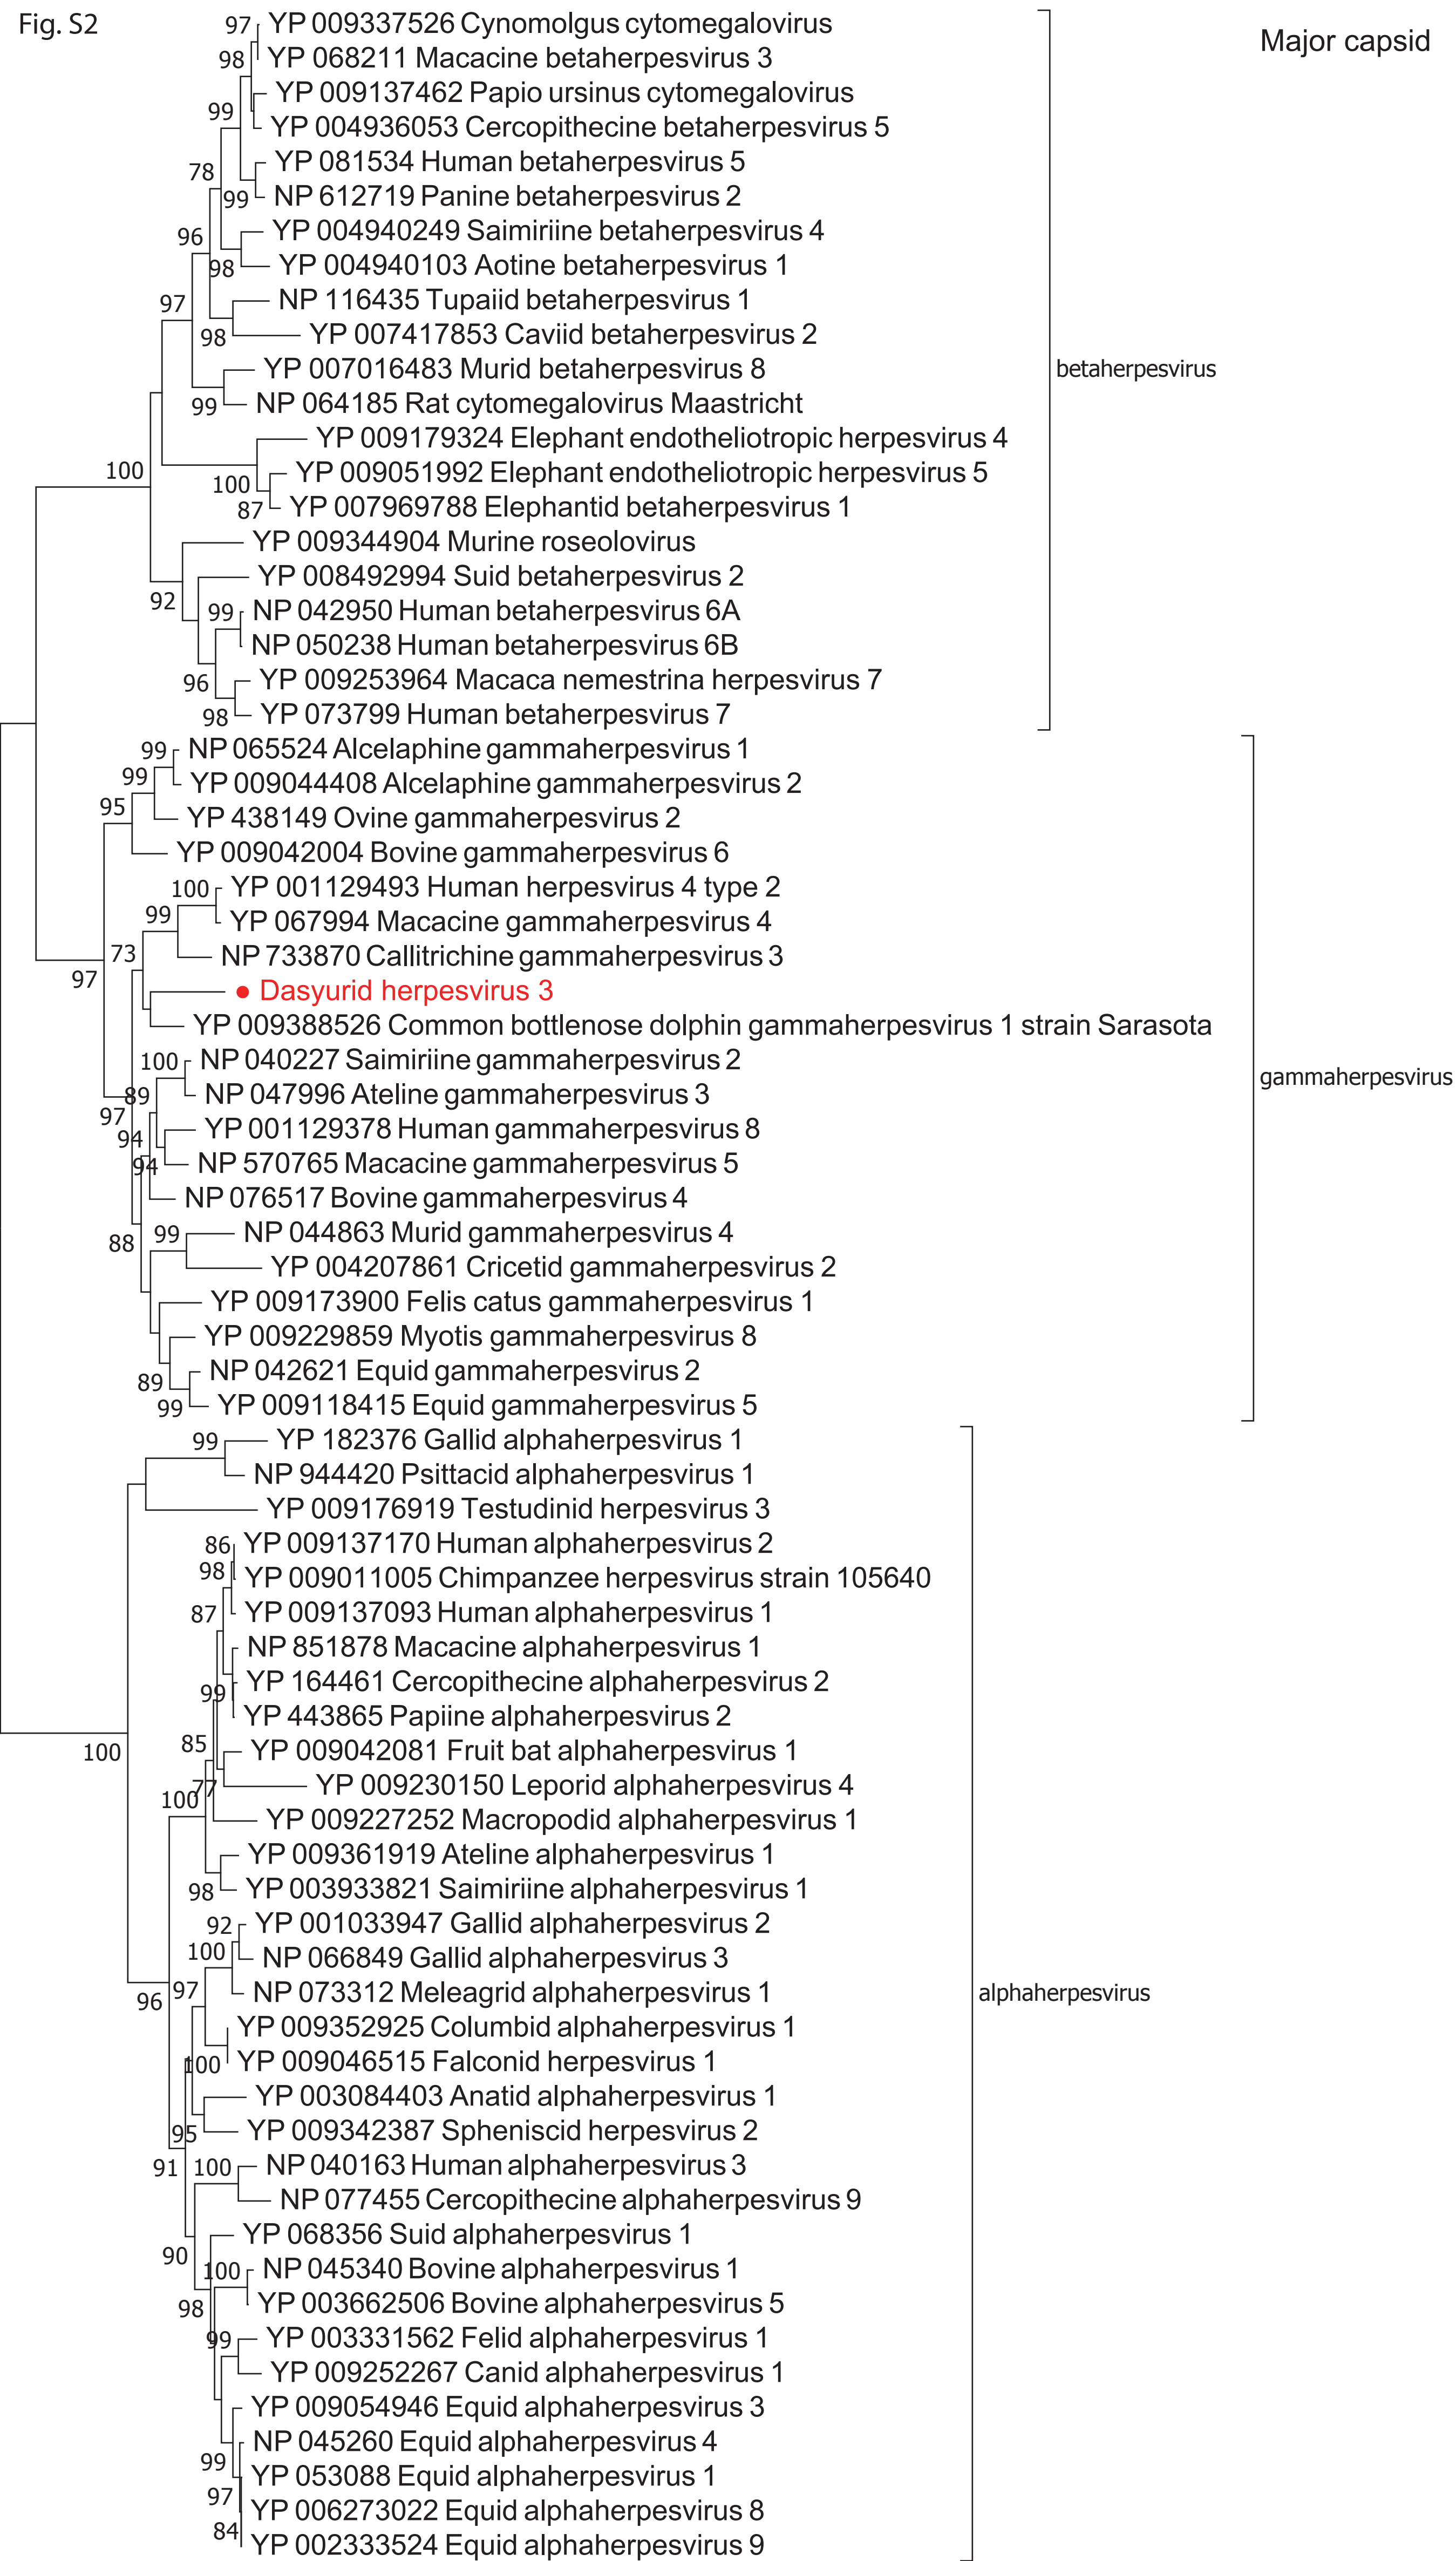 Fig. S2
Major capsid
97
YP 009337526 Cynomolgus cytomegalovirus
98
YP 068211 Macacine betaherpesvirus 3
YP 009137462 Papio ursinus cytomegalovirus
99
YP 004936053 Cercopithecine betaherpesvirus 5
YP 081534 Human betaherpesvirus 5
78
99
NP 612719 Panine betaherpesvirus 2
YP 004940249 Saimiriine betaherpesvirus 4
96
98
YP 004940103 Aotine betaherpesvirus 1
97
NP 116435 Tupaiid betaherpesvirus 1
98
YP 007417853 Caviid betaherpesvirus 2
YP 007016483 Murid betaherpesvirus 8
betaherpesvirus
99
NP 064185 Rat cytomegalovirus Maastricht
YP 009179324 Elephant endotheliotropic herpesvirus 4
100
YP 009051992 Elephant endotheliotropic herpesvirus 5
100
87
YP 007969788 Elephantid betaherpesvirus 1
YP 009344904 Murine roseolovirus
YP 008492994 Suid betaherpesvirus 2
92
99
NP 042950 Human betaherpesvirus 6A
NP 050238 Human betaherpesvirus 6B
96
YP 009253964 Macaca nemestrina herpesvirus 7
98
YP 073799 Human betaherpesvirus 7
99
NP 065524 Alcelaphine gammaherpesvirus 1
99
YP 009044408 Alcelaphine gammaherpesvirus 2
95
YP 438149 Ovine gammaherpesvirus 2
YP 009042004 Bovine gammaherpesvirus 6
100
YP 001129493 Human herpesvirus 4 type 2
99
YP 067994 Macacine gammaherpesvirus 4
73
NP 733870 Callitrichine gammaherpesvirus 3
97
Dasyurid herpesvirus 3
YP 009388526 Common bottlenose dolphin gammaherpesvirus 1 strain Sarasota
100
NP 040227 Saimiriine gammaherpesvirus 2
gammaherpesvirus
89
NP 047996 Ateline gammaherpesvirus 3
97
94
YP 001129378 Human gammaherpesvirus 8
94
NP 570765 Macacine gammaherpesvirus 5
NP 076517 Bovine gammaherpesvirus 4
88
99
NP 044863 Murid gammaherpesvirus 4
YP 004207861 Cricetid gammaherpesvirus 2
YP 009173900 Felis catus gammaherpesvirus 1
YP 009229859 Myotis gammaherpesvirus 8
89
NP 042621 Equid gammaherpesvirus 2
99
YP 009118415 Equid gammaherpesvirus 5
99
YP 182376 Gallid alphaherpesvirus 1
NP 944420 Psittacid alphaherpesvirus 1
YP 009176919 Testudinid herpesvirus 3
86
YP 009137170 Human alphaherpesvirus 2
98
YP 009011005 Chimpanzee herpesvirus strain 105640
87
YP 009137093 Human alphaherpesvirus 1
NP 851878 Macacine alphaherpesvirus 1
99
YP 164461 Cercopithecine alphaherpesvirus 2
YP 443865 Papiine alphaherpesvirus 2
100
85
YP 009042081 Fruit bat alphaherpesvirus 1
77
YP 009230150 Leporid alphaherpesvirus 4
100
YP 009227252 Macropodid alphaherpesvirus 1
YP 009361919 Ateline alphaherpesvirus 1
98
YP 003933821 Saimiriine alphaherpesvirus 1
92
YP 001033947 Gallid alphaherpesvirus 2
100
NP 066849 Gallid alphaherpesvirus 3
96
97
NP 073312 Meleagrid alphaherpesvirus 1
alphaherpesvirus
YP 009352925 Columbid alphaherpesvirus 1
100
YP 009046515 Falconid herpesvirus 1
YP 003084403 Anatid alphaherpesvirus 1
95
YP 009342387 Spheniscid herpesvirus 2
91
100
NP 040163 Human alphaherpesvirus 3
NP 077455 Cercopithecine alphaherpesvirus 9
YP 068356 Suid alphaherpesvirus 1
90
100
NP 045340 Bovine alphaherpesvirus 1
98
YP 003662506 Bovine alphaherpesvirus 5
99
YP 003331562 Felid alphaherpesvirus 1
YP 009252267 Canid alphaherpesvirus 1
YP 009054946 Equid alphaherpesvirus 3
99
NP 045260 Equid alphaherpesvirus 4
97
YP 053088 Equid alphaherpesvirus 1
84
YP 006273022 Equid alphaherpesvirus 8
YP 002333524 Equid alphaherpesvirus 9